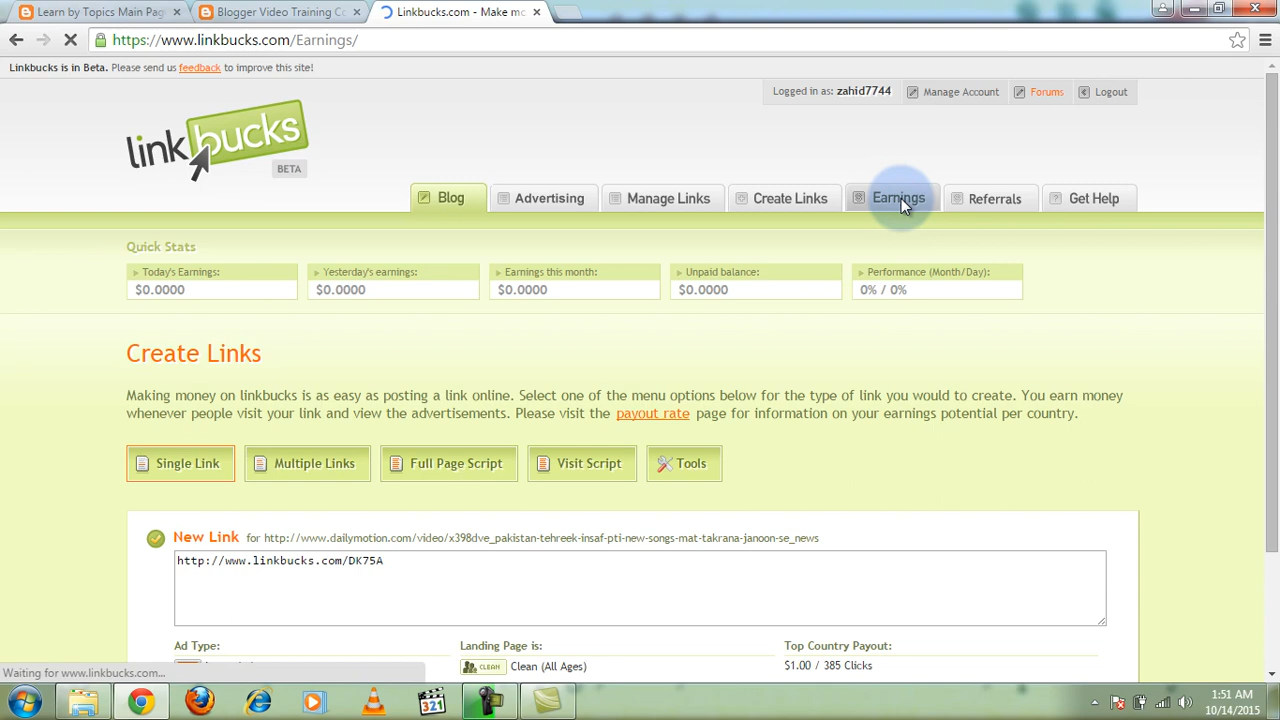 Learn by Topics Main Pag
Blogger Video Training Co
Linkbucks.com - Make mo
https://www.linkbucks.com/Earnings/
Linkbucks is in Beta. Please send us feedback to improve this site!
Logged in as: zahid7744 Manage Account Forums Logout
linkbucks
BETA
Blog Advertising Manage Links Create Links Earnings Referrals Get Help
Quick Stats
Today's Earnings: Yesterday's earnings: Earnings this month: Unpaid balance: Performance (Month/Day):
$0.0000 $0.0000 $0.0000 $0.0000 0% / 0%
Create Links
Making money on linkbucks is as easy as posting a link online. Select one of the menu options below for the type of link you would to create. You earn money
whenever people visit your link and view the advertisements. Please visit the payout rate page for information on your earnings potential per country.
Single Link Multiple Links Full Page Script Visit Script Tools
New Link for http://www.dailymotion.com/video/x398dve_pakistan-tehreek-insaf-pti-new-songs-mat-takrana-janoon-se_news
http://www.linkbucks.com/DK75A
Ad Type: Landing Page is: Top Country Payout:
CLEAN Clean (All Ages) $1.00 / 385 Clicks
Waiting for www.linkbucks.com...
321
1:51 AM
10/14/2015